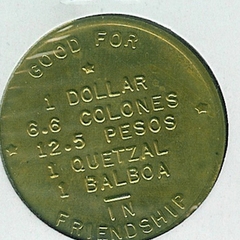 GOOD FOR
1 DOLLAR
6.6 COLONES
12.5 PESOS
1 QUETZAL
1 BALBOA
IN
FRIENDSHIP